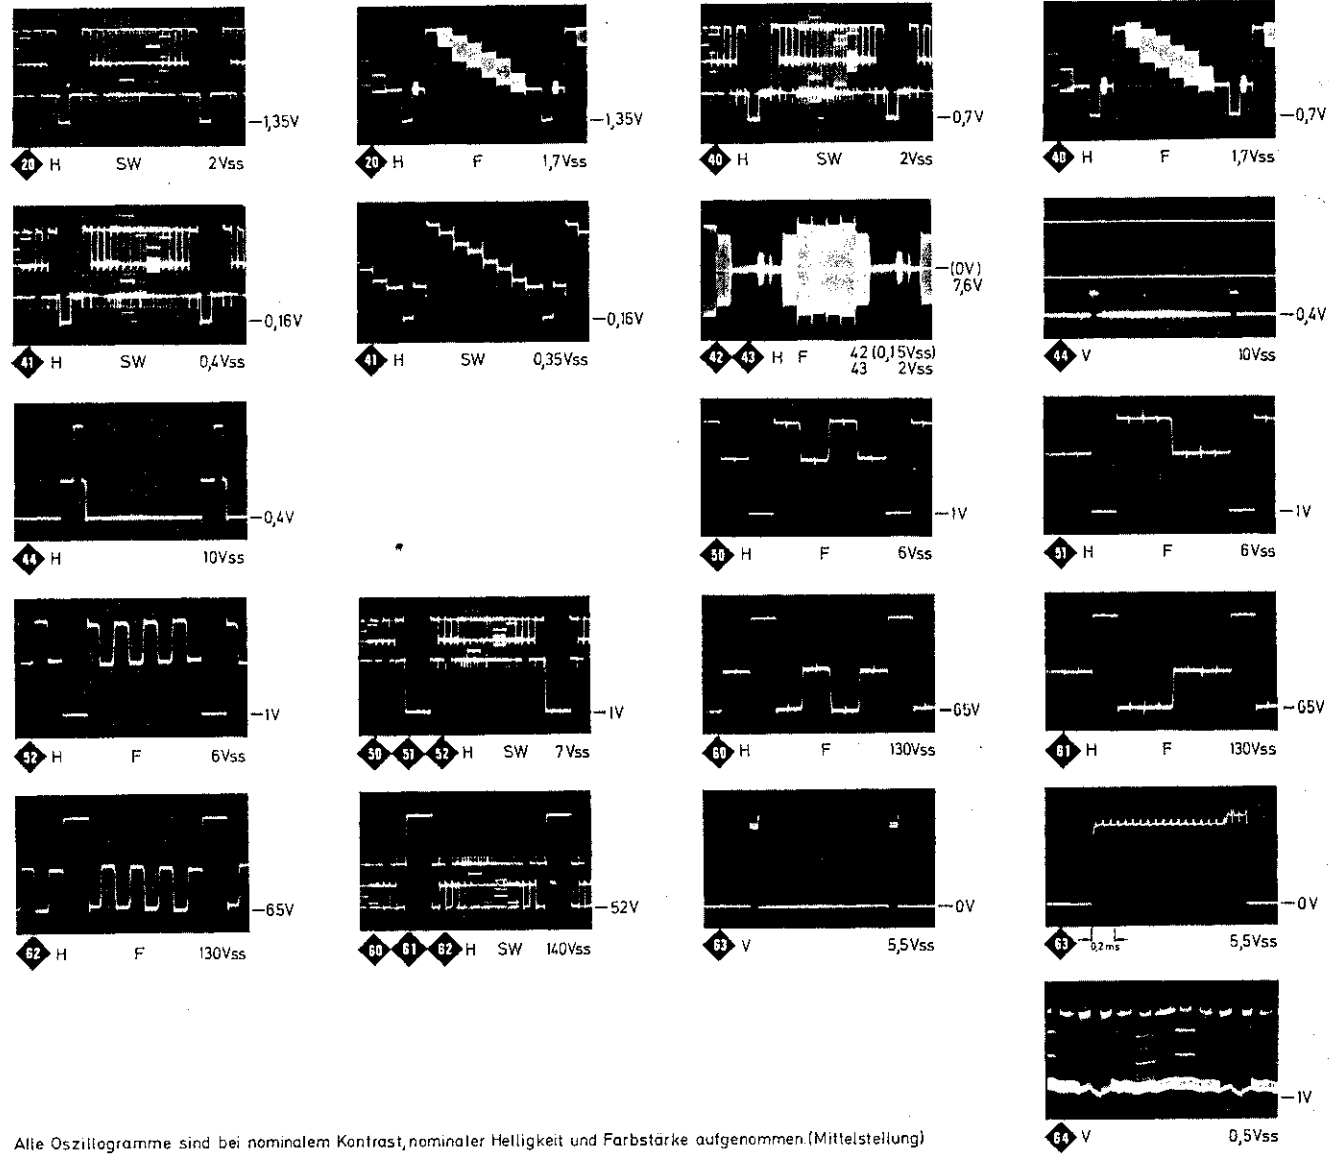 -1,35V
-1,35V
-0,7V
-0,7V
20 H SW 2Vss
20 H F 1,7Vss
40 H SW 2Vss
40 H F 1,7Vss
-0,16V
-0,16V
-(0V)
7,6V
-0,4V
41 H SW 0,4Vss
41 H SW 0,35Vss
42 43 H F 42 (0,15Vss)
43 2Vss
44 V 10Vss
-0,4V
-1V
-1V
44 H 10Vss
50 H F 6Vss
51 H F 6Vss
-1V
-1V
-65V
-65V
52 H F 6Vss
50 51 52 H SW 7Vss
60 H F 130Vss
61 H F 130Vss
-65V
-52V
-0V
-0V
62 H F 130Vss
60 61 62 H SW 140Vss
63 V 5,5Vss
63 0,2ms 5,5Vss
-1V
64 V 0,5Vss
Alle Oszillogramme sind bei nominalem Kontrast, nominaler Helligkeit und Farbstärke aufgenommen.(Mittelstellung)